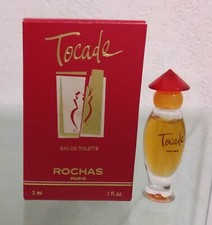 Tocade
EAU DE TOILETTE
ROCHAS
PARIS
3 ml .1 fl.oz
Tocade